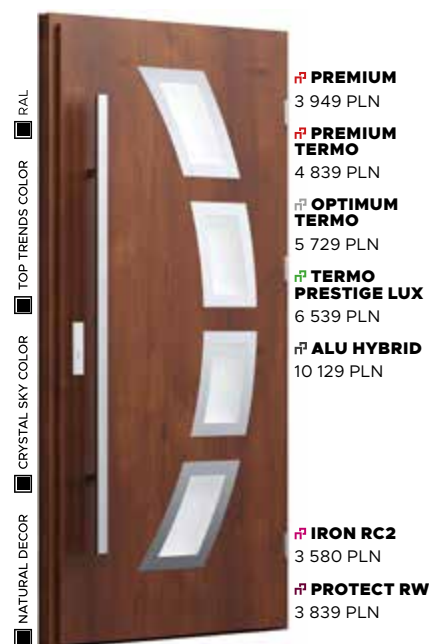 RAL
TOP TRENDS COLOR
CRYSTAL SKY COLOR
NATURAL DECOR
PREMIUM
3 949 PLN
PREMIUM
TERMO
4 839 PLN
OPTIMUM
TERMO
5 729 PLN
TERMO
PRESTIGE LUX
6 539 PLN
ALU HYBRID
10 129 PLN
IRON RC2
3 580 PLN
PROTECT RW
3 839 PLN